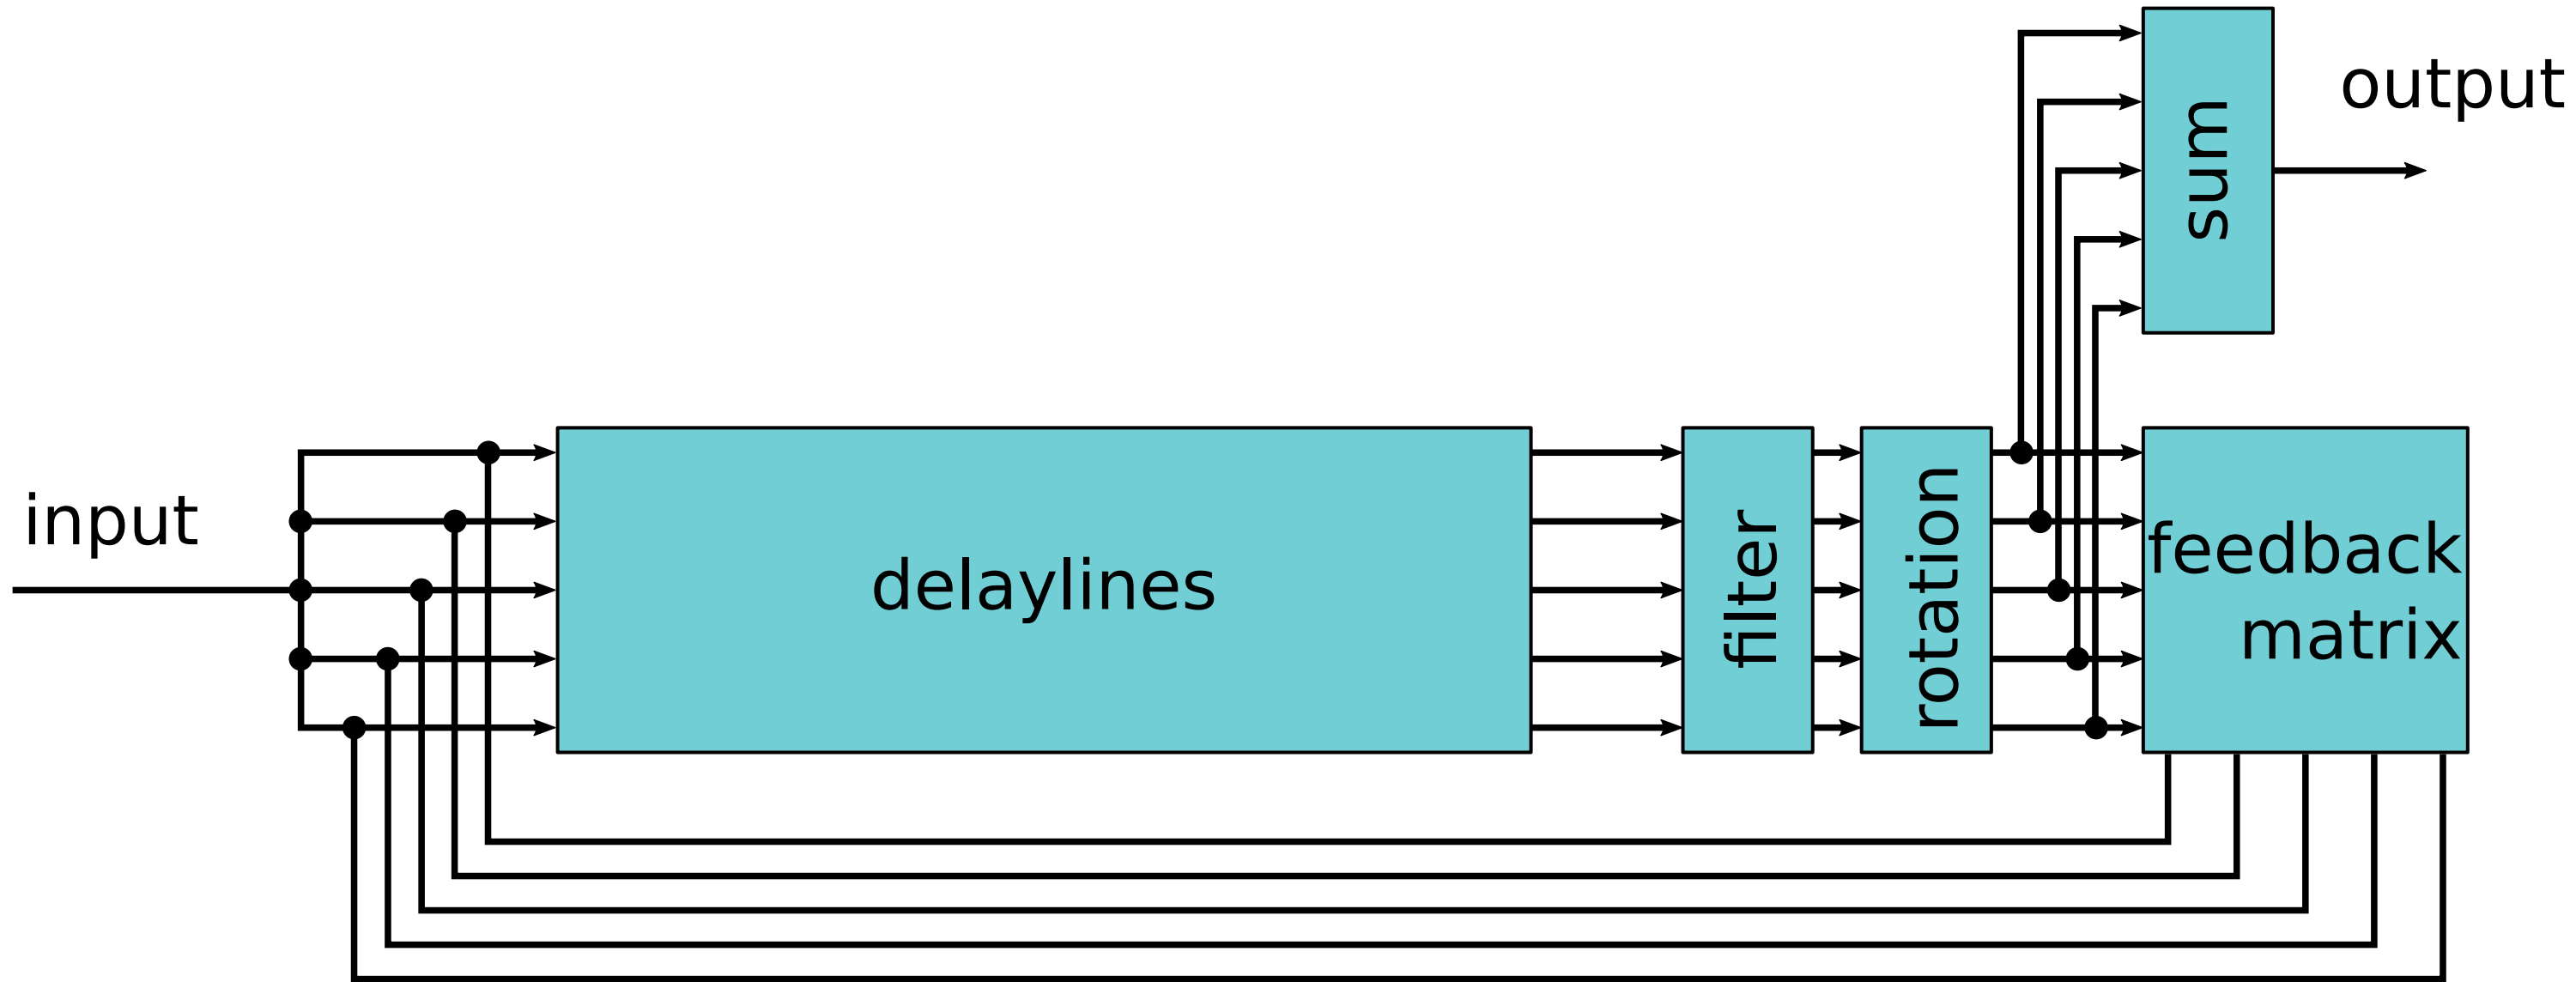 input
delaylines
filter
rotation
feedback
matrix
sum
output